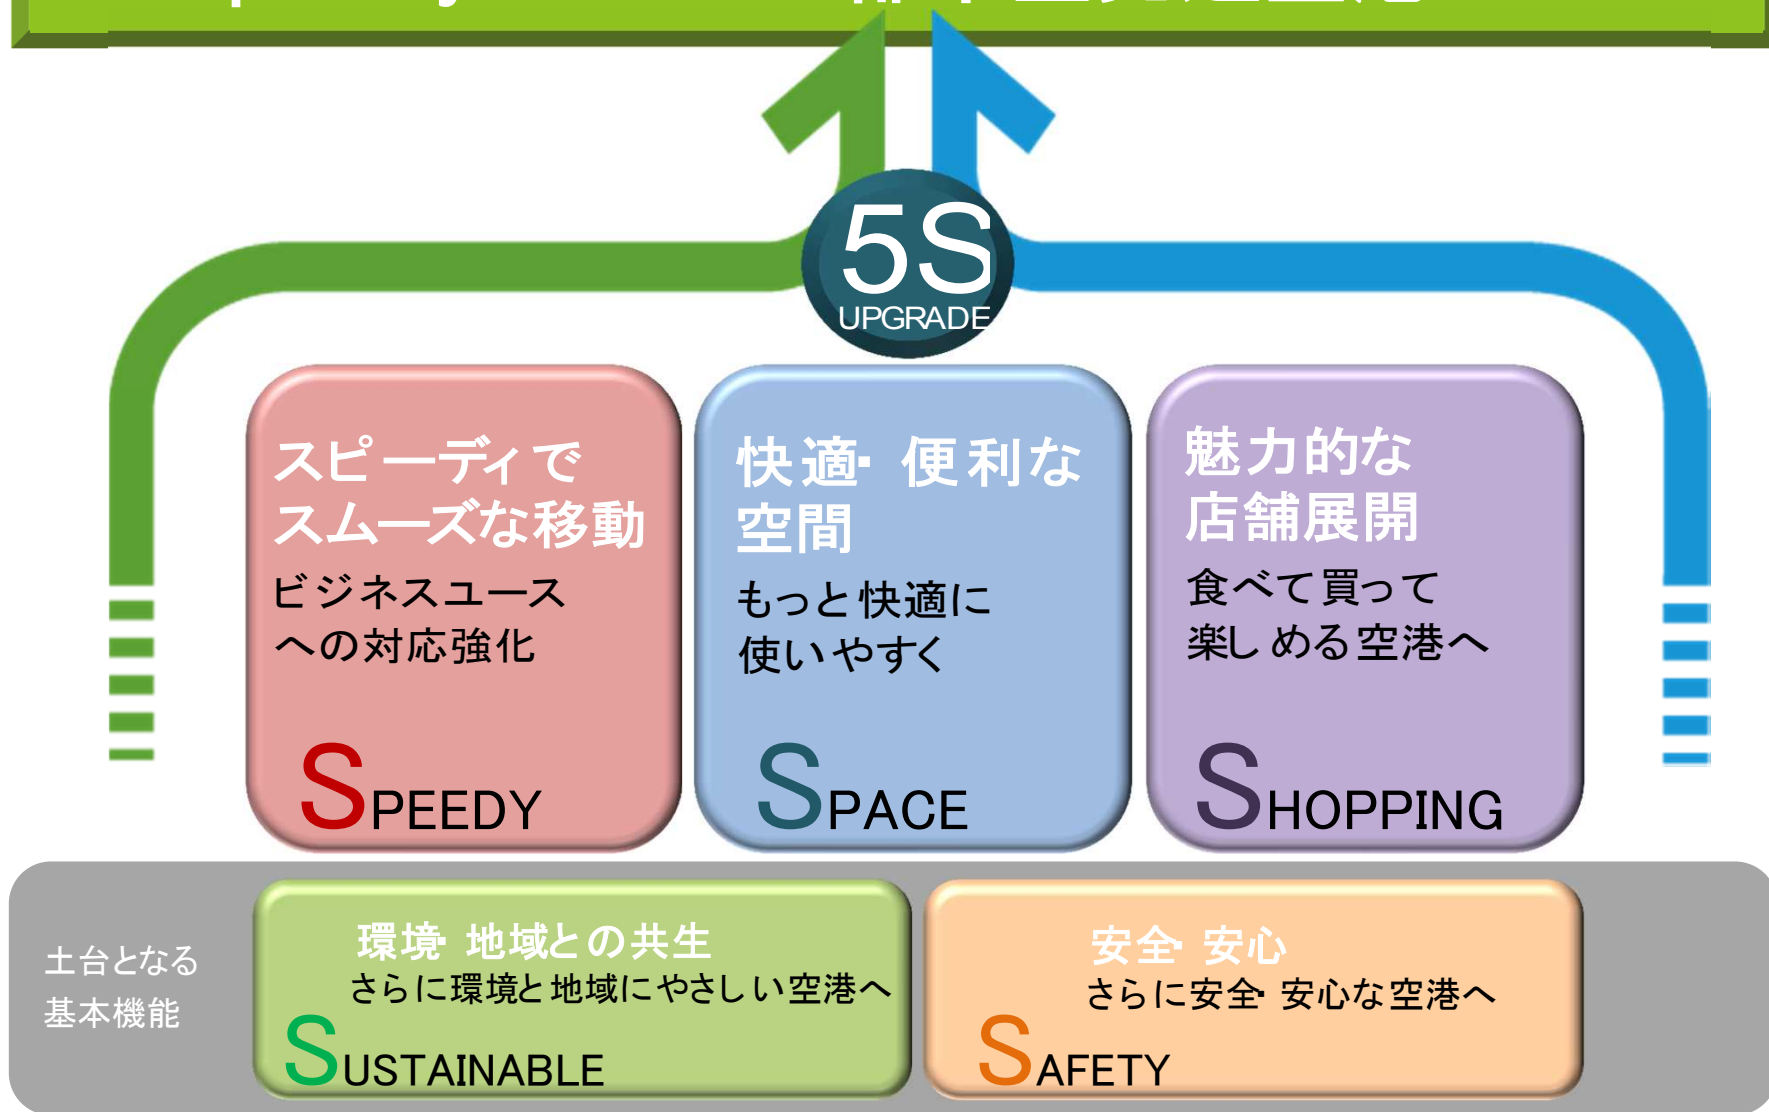 5S
UPGRADE
スピーディで
スムーズな移動
ビジネスユース
への対応強化
SPEEDY
快適・便利な
空間
もっと快適に
使いやすく
SPACE
魅力的な
店舗展開
食べて買って
楽しめる空港へ
SHOPPING
土台となる
基本機能
環境・地域との共生
さらに環境と地域にやさしい空港へ
SUSTAINABLE
安全・安心
さらに安全・安心な空港へ
SAFETY